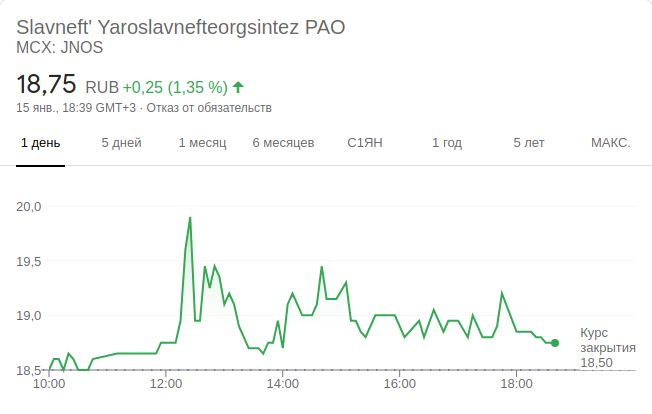 Slavneft' Yaroslavnefteorgsintez PAO
MCX: JNOS
18,75 RUB +0,25 (1,35 %)
15 янв., 18:39 GMT+3 · Отказ от обязательств
1 день 5 дней 1 месяц 6 месяцев С1ЯН 1 год 5 лет МАКС.
20,0
19,5
19,0
18,5
Курс
закрытия
18,50
10:00 12:00 14:00 16:00 18:00